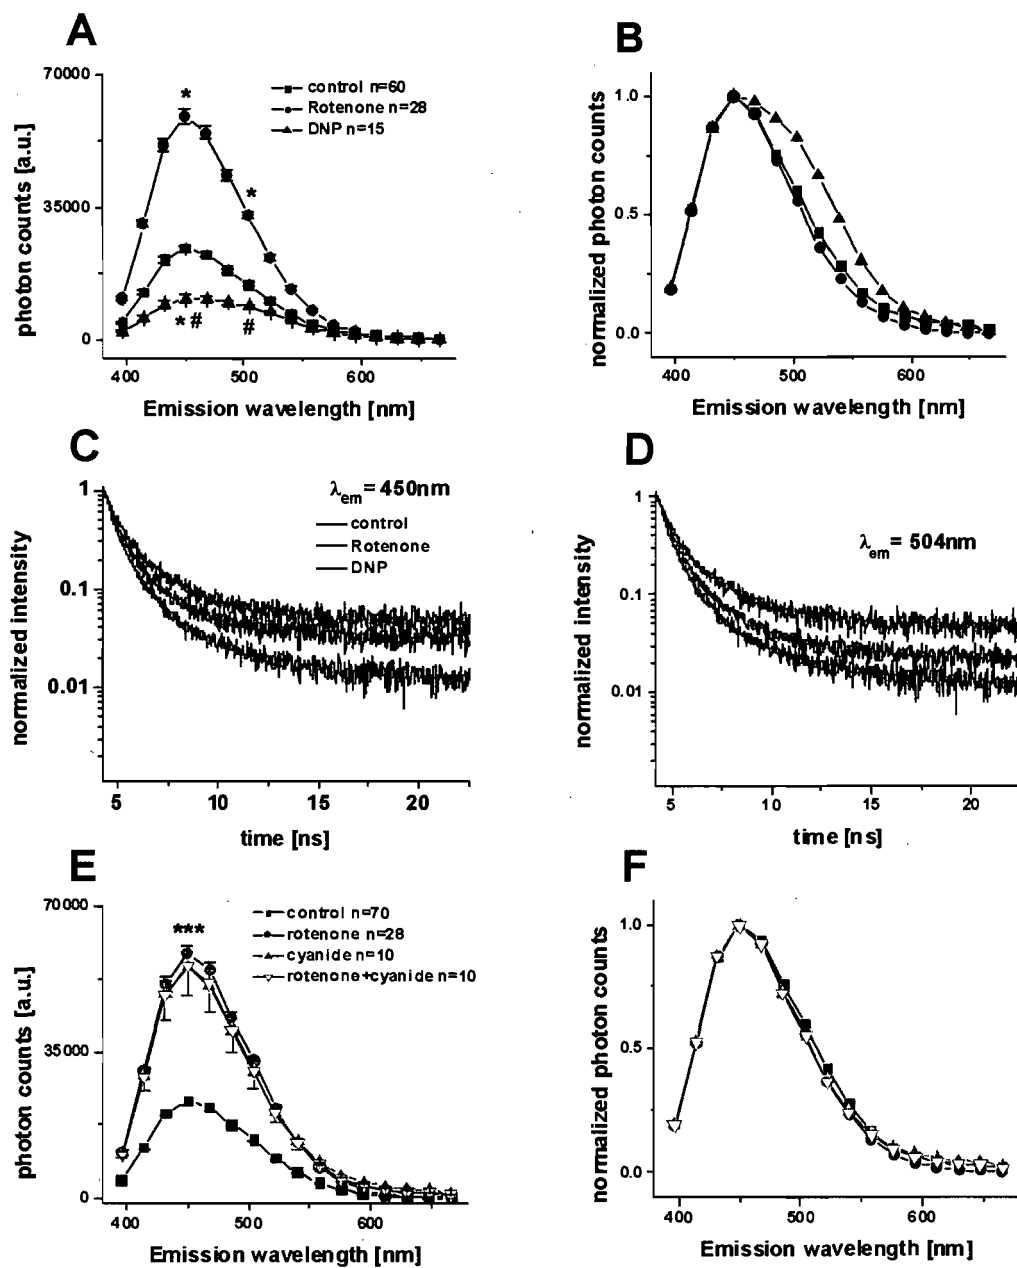 A
70000
35000
0
photon counts [a.u.]
control n=60
Rotenone n=28
DNP n=15
*
*
* #
#
400
500
600
Emission wavelength [nm]
B
1.0
0.5
0.0
normalized photon counts
400
500
600
Emission wavelength [nm]
C
1
0.1
0.01
normalized intensity
λem = 450nm
control
Rotenone
DNP
5
10
15
20
time [ns]
D
1
0.1
0.01
normalized intensity
λem = 504nm
5
10
15
20
time [ns]
E
70000
35000
0
photon counts [a.u.]
***
control n=70
rotenone n=28
cyanide n=10
rotenone+cyanide n=10
400
500
600
Emission wavelength [nm]
F
1.0
0.5
0.0
normalized photon counts
400
500
600
Emission wavelength [nm]